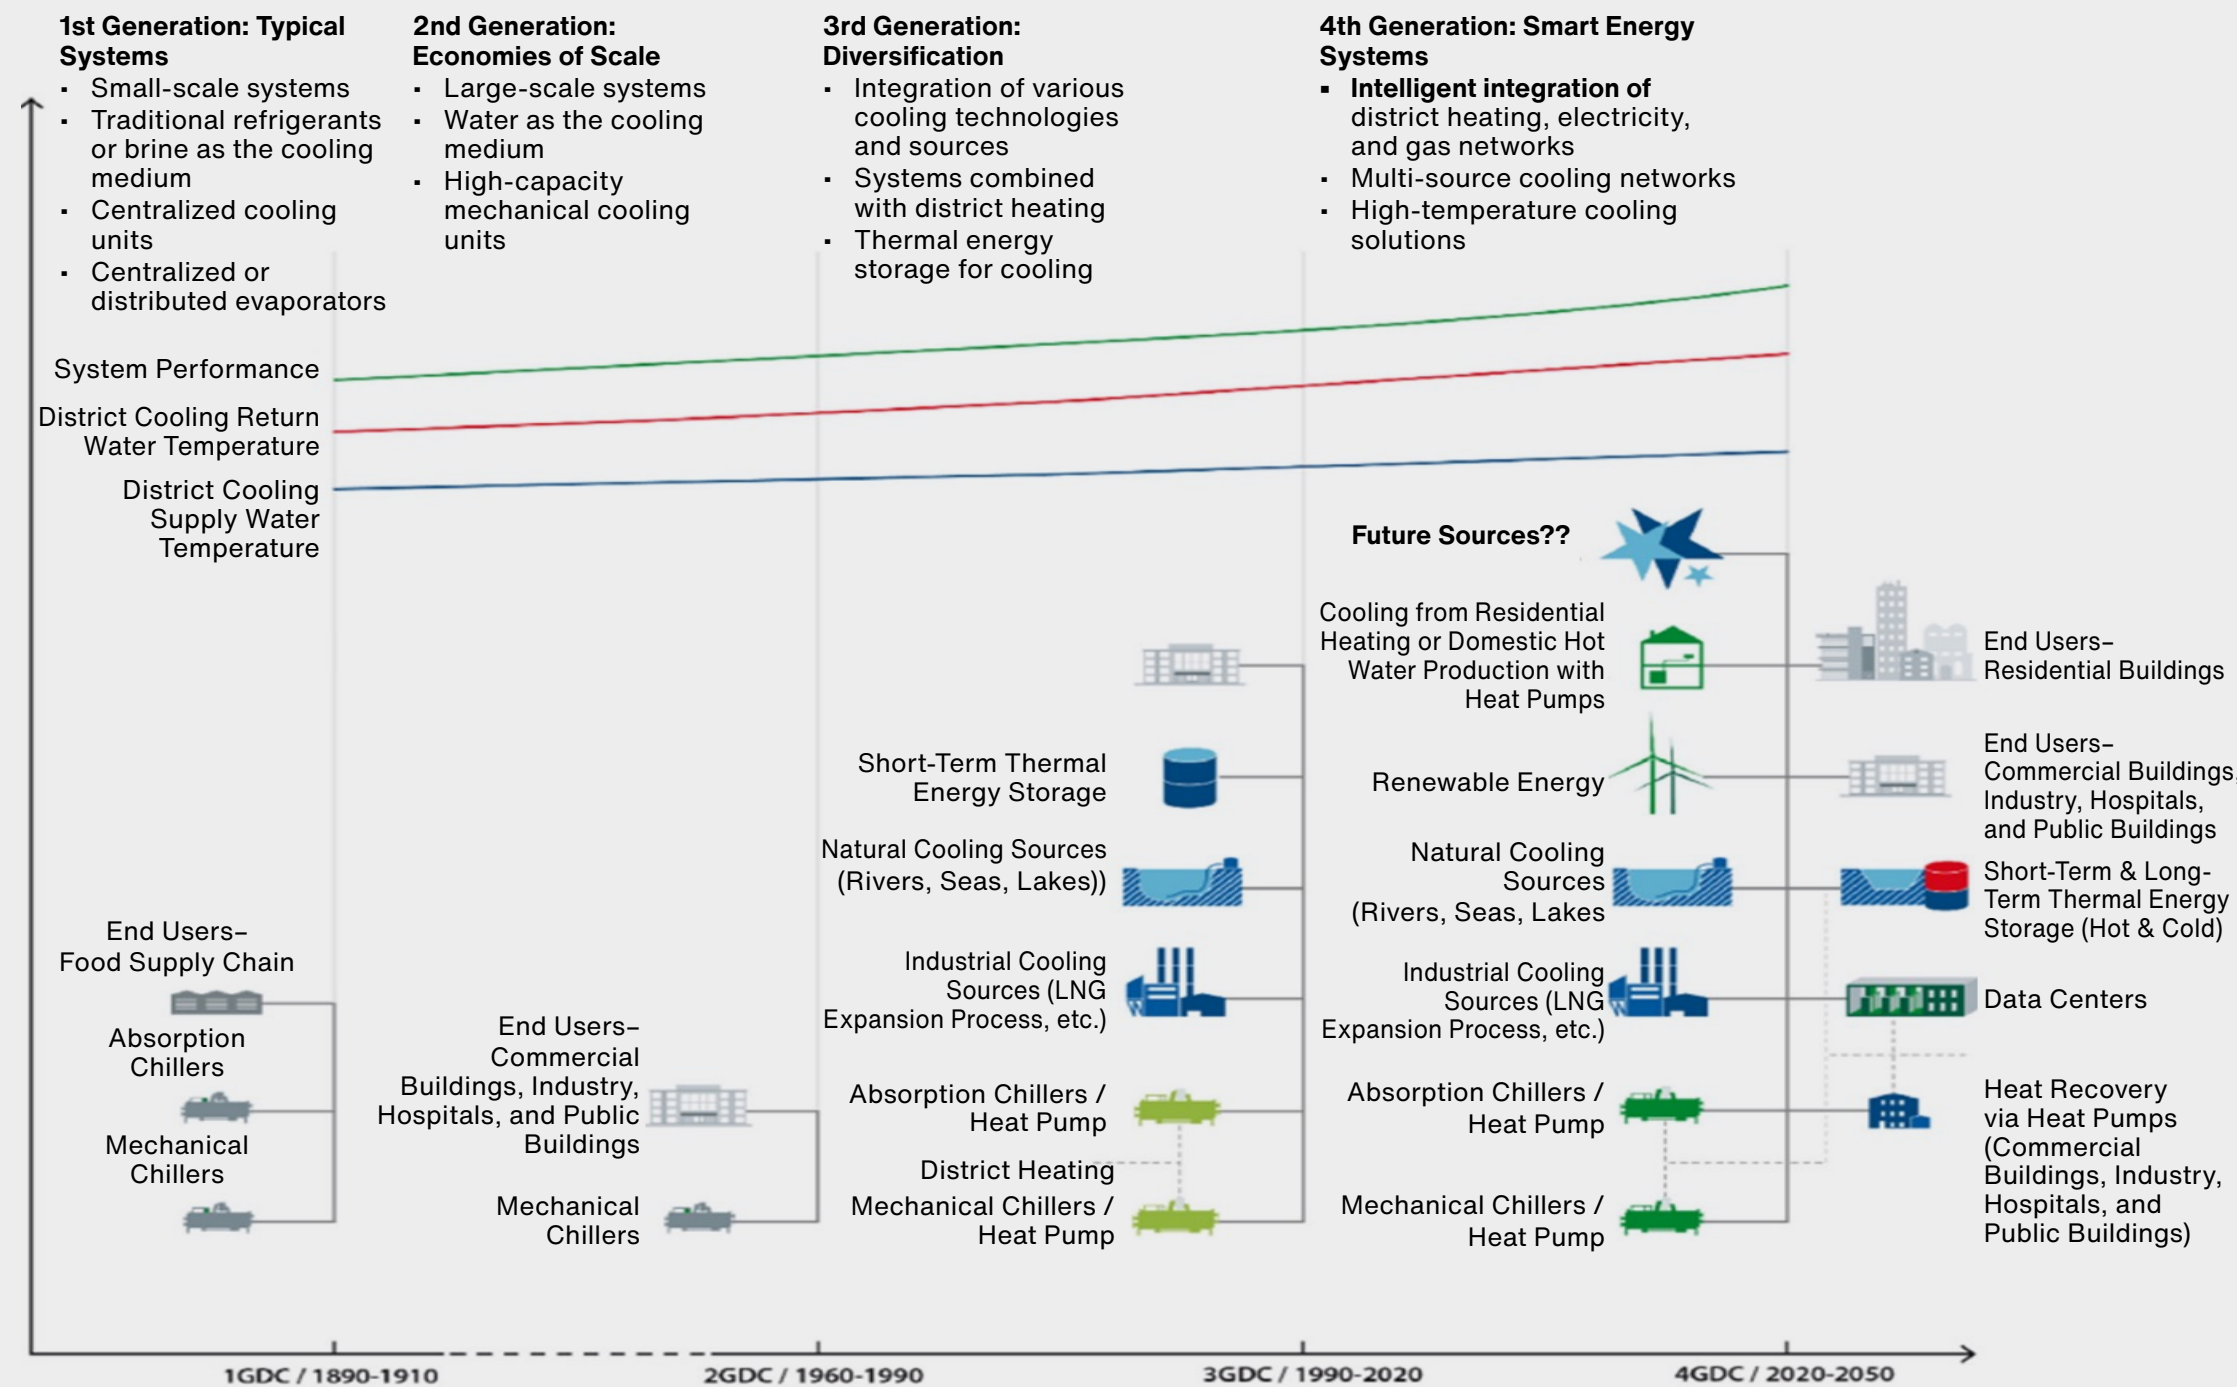 1st Generation: Typical
Systems
▪ Small-scale systems
▪ Traditional refrigerants
or brine as the cooling
medium
▪ Centralized cooling
units
▪ Centralized or
distributed evaporators
2nd Generation:
Economies of Scale
▪ Large-scale systems
▪ Water as the cooling
medium
▪ High-capacity
mechanical cooling
units
3rd Generation:
Diversification
▪ Integration of various
cooling technologies
and sources
▪ Systems combined
with district heating
▪ Thermal energy
storage for cooling
4th Generation: Smart Energy
Systems
▪ Intelligent integration of
district heating, electricity,
and gas networks
▪ Multi-source cooling networks
▪ High-temperature cooling
solutions
System Performance
District Cooling Return
Water Temperature
District Cooling
Supply Water
Temperature
End Users–
Food Supply Chain
Absorption
Chillers
Mechanical
Chillers
End Users–
Commercial
Buildings, Industry,
Hospitals, and Public
Buildings
Mechanical
Chillers
Short-Term Thermal
Energy Storage
Natural Cooling Sources
(Rivers, Seas, Lakes))
Industrial Cooling
Sources (LNG
Expansion Process, etc.)
Absorption Chillers /
Heat Pump
District Heating
Mechanical Chillers /
Heat Pump
Future Sources??
Cooling from Residential
Heating or Domestic Hot
Water Production with
Heat Pumps
Renewable Energy
Natural Cooling
Sources
(Rivers, Seas, Lakes
Industrial Cooling
Sources (LNG
Expansion Process, etc.)
Absorption Chillers /
Heat Pump
Mechanical Chillers /
Heat Pump
End Users–
Residential Buildings
End Users–
Commercial Buildings,
Industry, Hospitals,
and Public Buildings
Short-Term & Long-
Term Thermal Energy
Storage (Hot & Cold)
Data Centers
Heat Recovery
via Heat Pumps
(Commercial
Buildings, Industry,
Hospitals, and
Public Buildings)
1GDC / 1890-1910
2GDC / 1960-1990
3GDC / 1990-2020
4GDC / 2020-2050